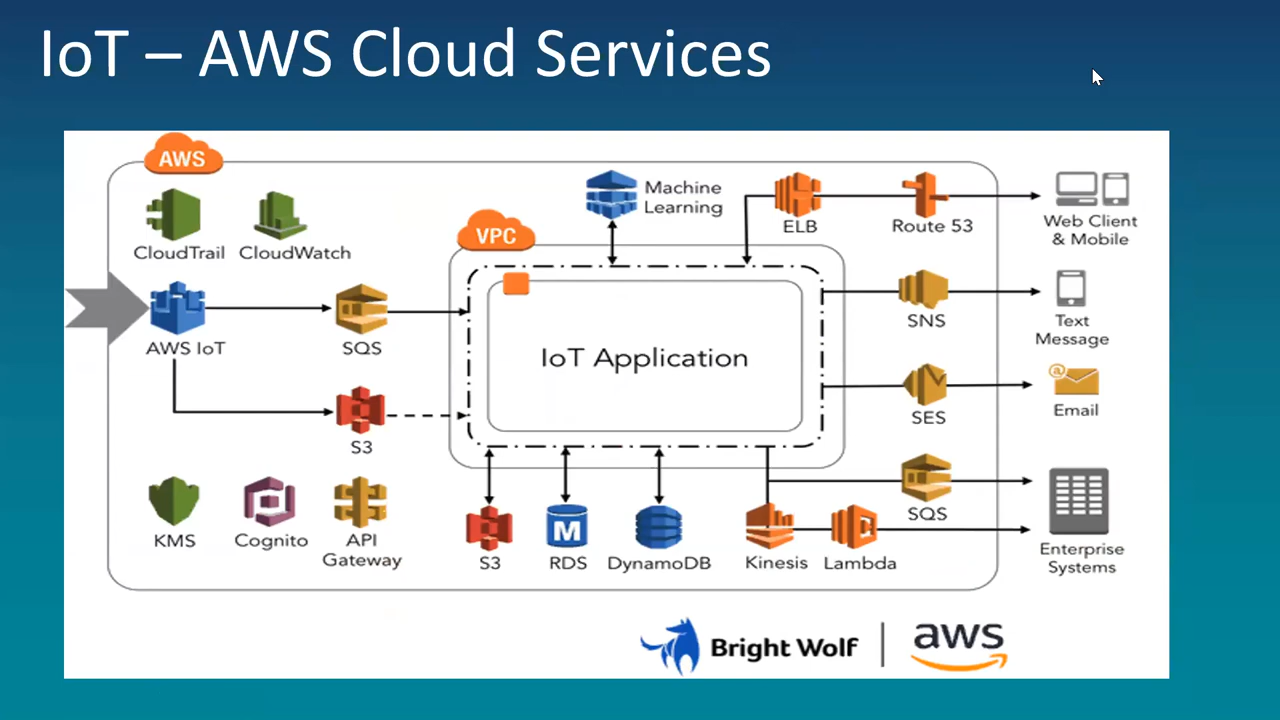 IoT – AWS Cloud Services
AWS
CloudTrail
CloudWatch
Machine
Learning
ELB
Route 53
Web Client
& Mobile
VPC
AWS IoT
SQS
IoT Application
SNS
Text
Message
S3
SES
Email
KMS
Cognito
API
Gateway
S3
M
RDS
DynamoDB
Kinesis
Lambda
SQS
Enterprise
Systems
Bright Wolf
aws